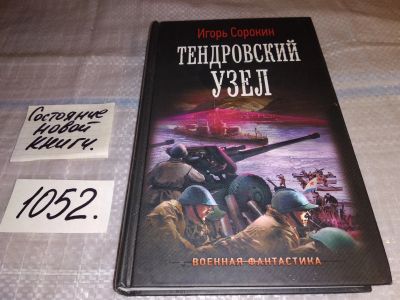 Игорь Сорокин
ТЕНДРОВСКИЙ
УЗЕЛ
ВОЕННАЯ ФАНТАСТИКА
Состояние
новой
книги.
1052.